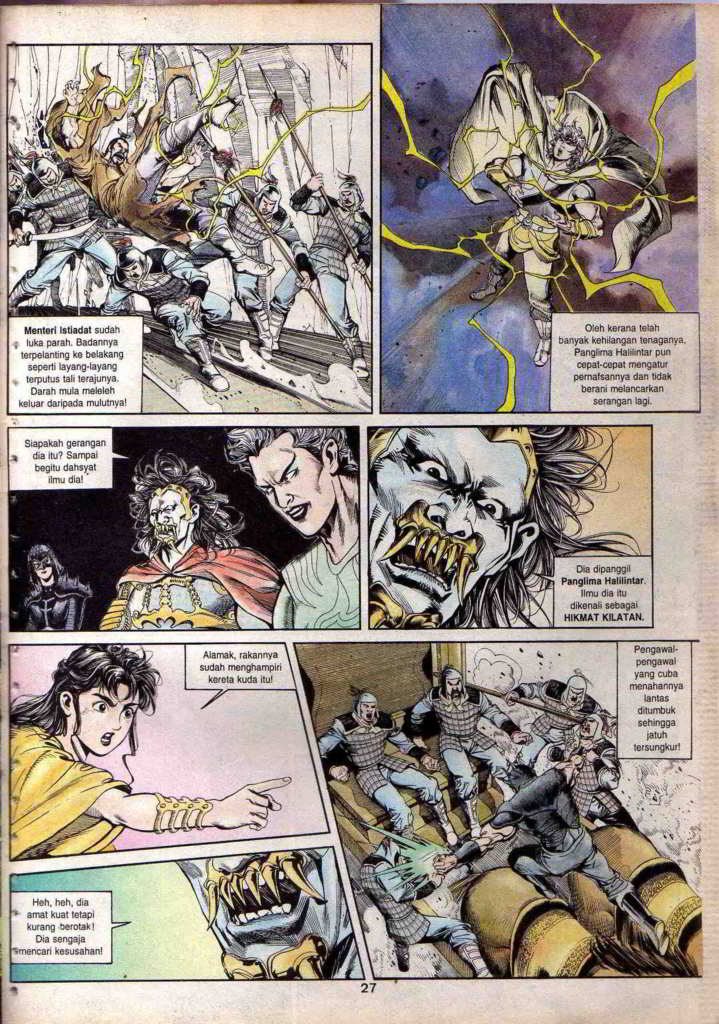 Menteri Istiadat sudah
luka parah. Badannya
terpelanting ke belakang
seperti layang-layang
terputus tali terajunya.
Darah mula meleleh
keluar daripada mulutnya!
Oleh kerana telah
banyak kehilangan tenaganya,
Panglima Halilintar pun
cepat-cepat mengatur
pernafsannya dan tidak
berani melancarkan
serangan lagi.
Siapakah gerangan
dia itu? Sampai
begitu dahsyat
ilmu dia!
Dia dipanggil
Panglima Halilintar.
Ilmu dia itu
dikenali sebagai
HIKMAT KILATAN.
Alamak, rakannya
sudah menghampiri
kereta kuda itu!
Pengawal-
pengawal
yang cuba
menahannya
lantas
ditumbuk
sehingga
jatuh
tersungkur!
Heh, heh, dia
amat kuat tetapi
kurang berotak!
Dia sengaja
mencari kesusahan!
27